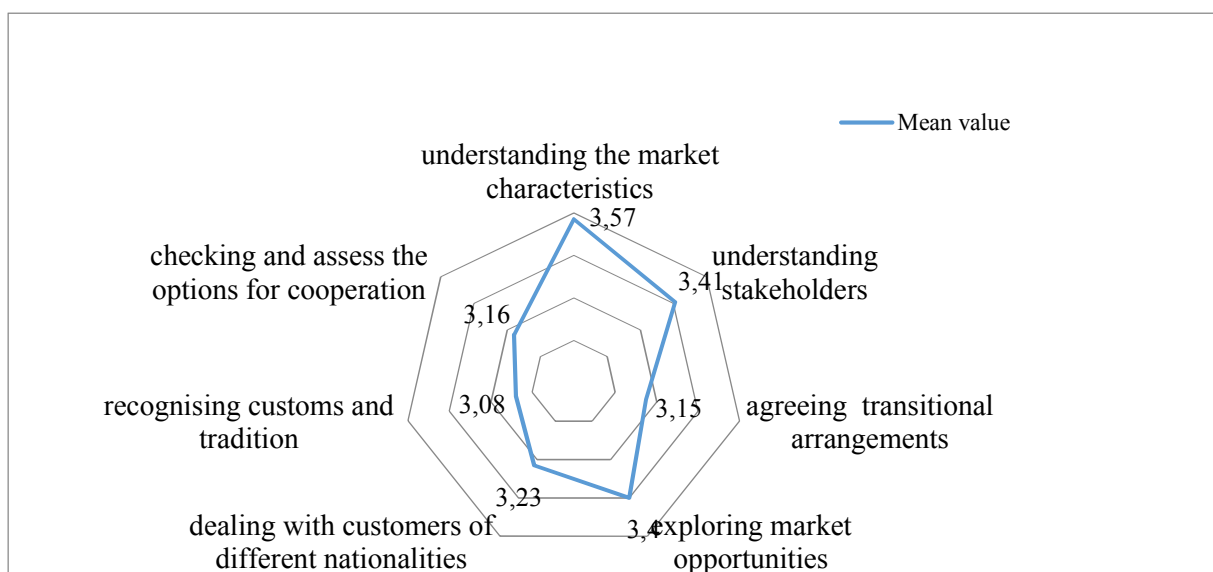 Mean value
understanding the market
characteristics
3,57
checking and assess the
options for cooperation
understanding
stakeholders
3,41
3,16
recognising customs and
tradition
3,08
3,15
agreeing transitional
arrangements
3,23
dealing with customers of
different nationalities
3,4
exploring market
opportunities